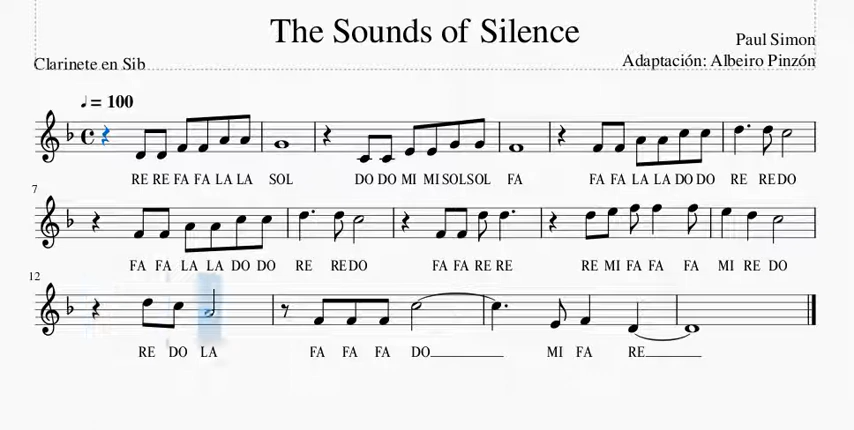 The Sounds of Silence
Paul Simon
Clarinete en Sib
Adaptación: Albeiro Pinzón
♩ = 100
RE RE FA FA LA LA SOL DO DO MI MI SOL SOL FA FA FA LA LA DO DO RE RE DO
7
FA FA LA LA DO DO RE RE DO FA FA RE RE RE MI FA FA FA MI RE DO
12
RE DO LA FA FA FA DO MI FA RE